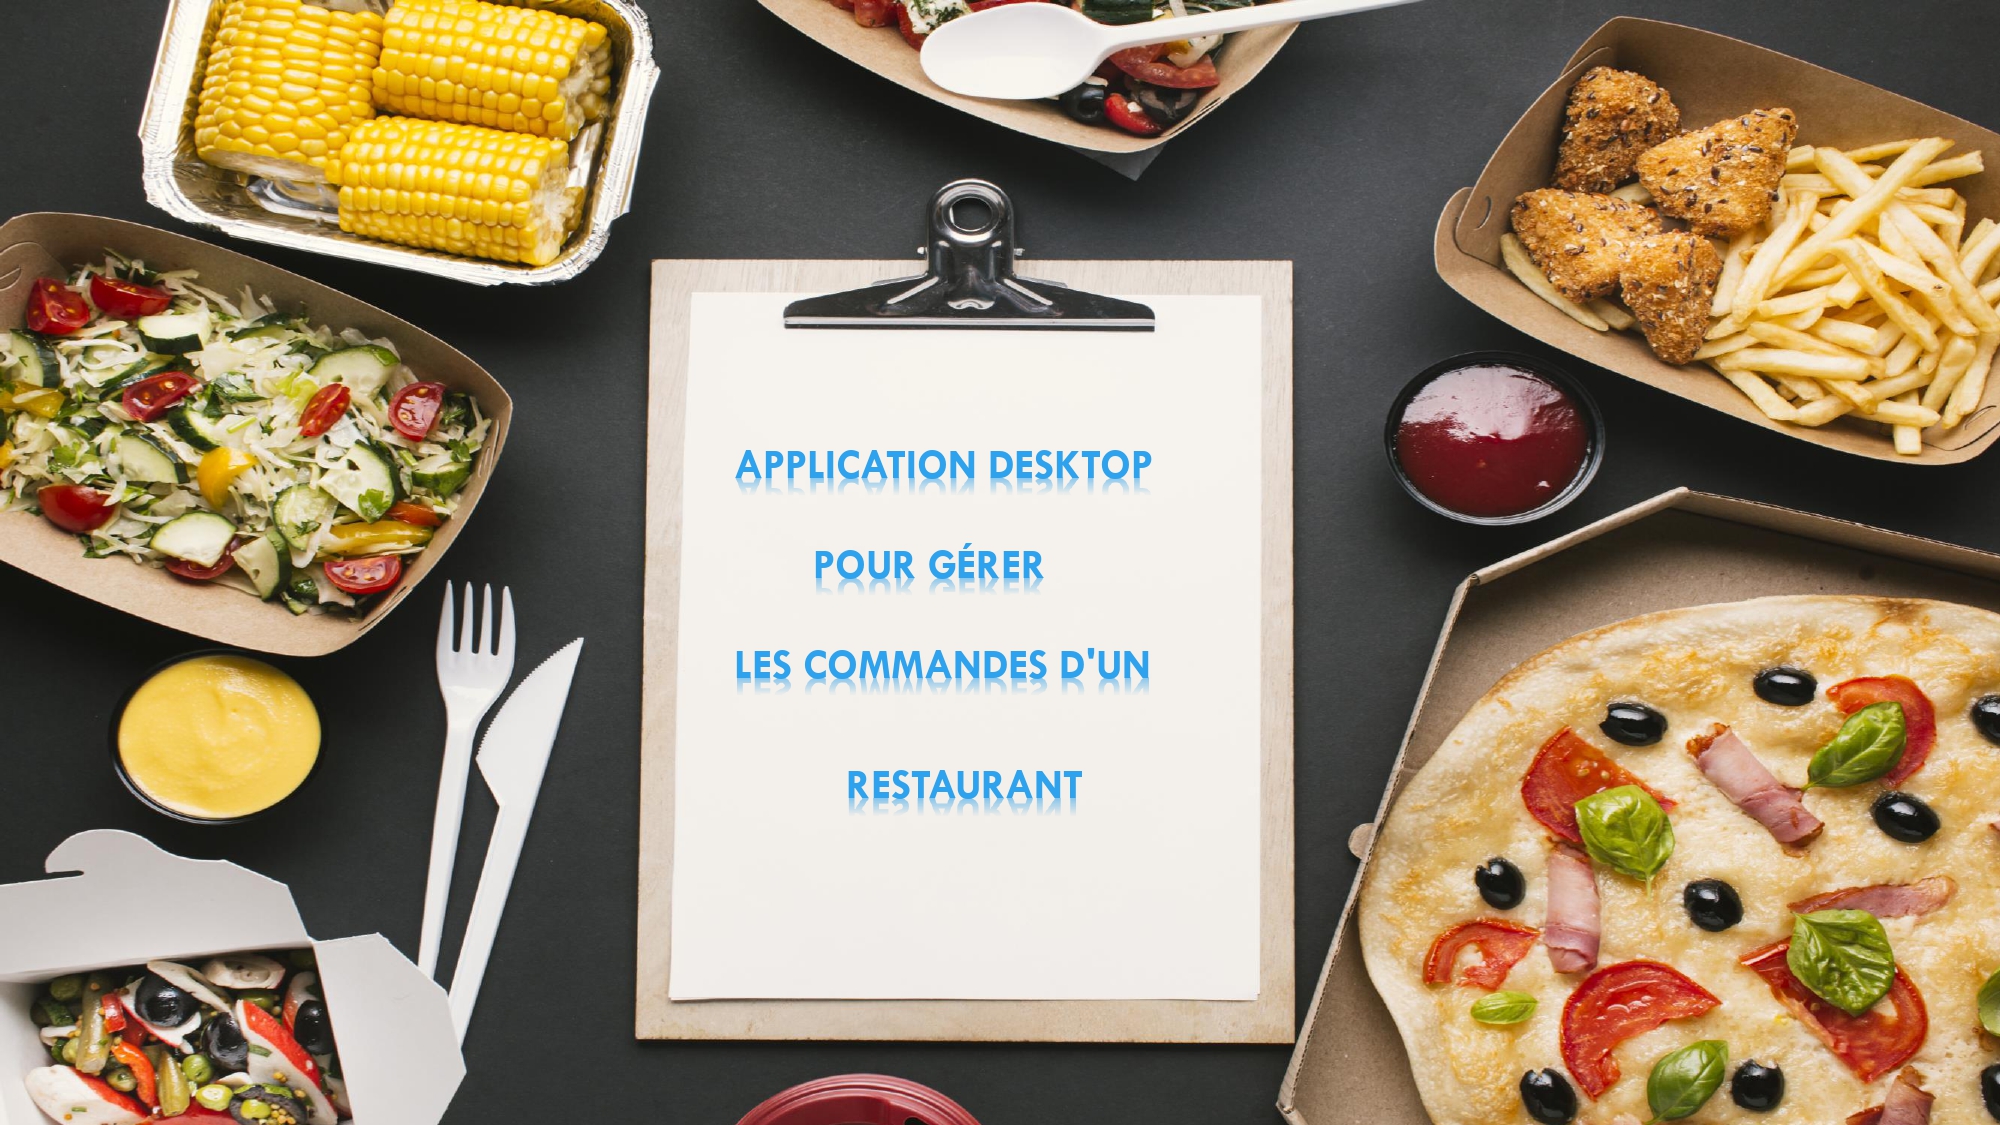 APPLICATION DESKTOP
POUR GÉRER
LES COMMANDES D'UN
RESTAURANT